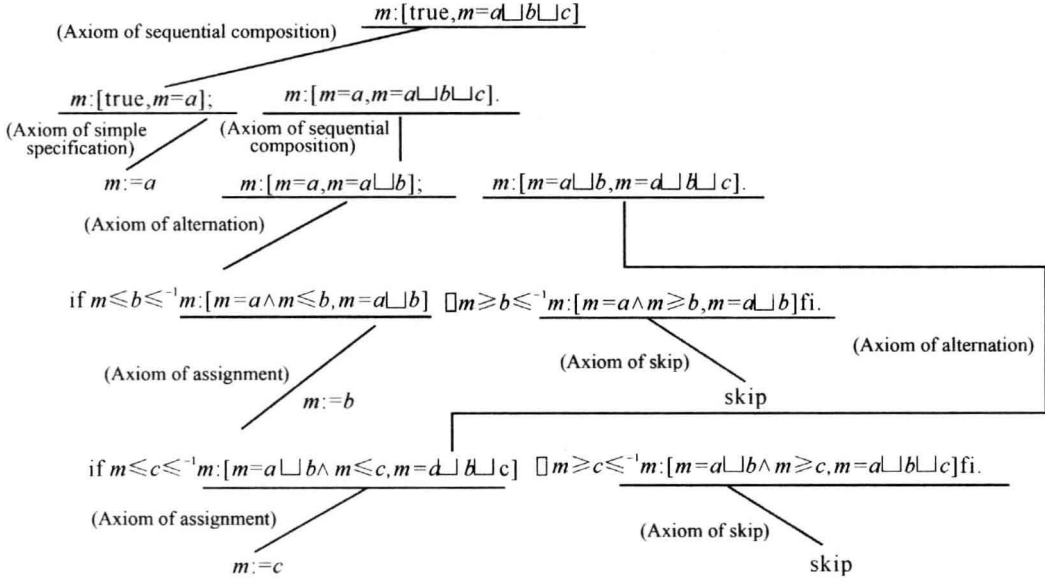 m:[true,m=a⊔b⊔c]
(Axiom of sequential composition)
m:[true,m=a]; m:[m=a,m=a⊔b⊔c].
(Axiom of simple
specification)
(Axiom of sequential
composition)
m:=a m:[m=a,m=a⊔b]; m:[m=a⊔b,m=a⊔b⊔c].
(Axiom of alternation)
if m≤b≤⁻¹m:[m=a∧m≤b,m=a⊔b] ▯m≥b≤⁻¹m:[m=a∧m≥b,m=a⊔b]fi.
(Axiom of alternation)
(Axiom of assignment) (Axiom of skip)
m:=b skip
if m≤c≤⁻¹m:[m=a⊔b∧m≤c,m=a⊔b⊔c] ▯m≥c≤⁻¹m:[m=a⊔b∧m≥c,m=a⊔b⊔c]fi.
(Axiom of assignment) (Axiom of skip)
m:=c skip